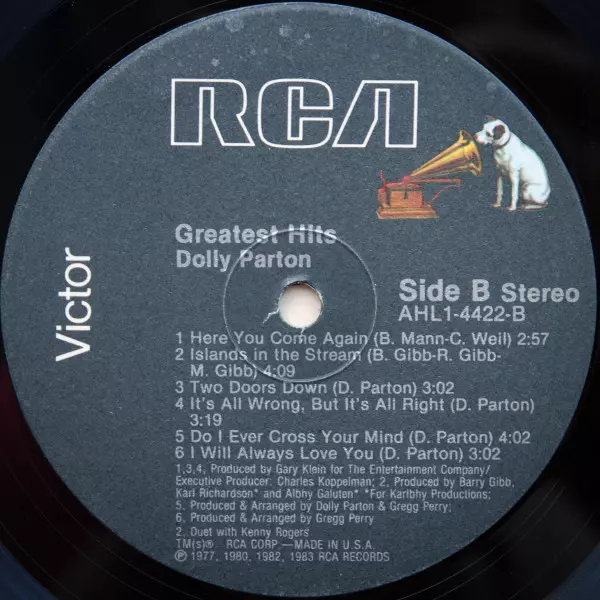 RCA
Victor
Greatest Hits
Dolly Parton
Side B Stereo
AHL1-4422-B
1 Here You Come Again (B. Mann-C. Weil) 2:57
2 Islands in the Stream (B. Gibb-R. Gibb-
M. Gibb) 4:09
3 Two Doors Down (D. Parton) 3:02
4 It's All Wrong, But It's All Right (D. Parton)
3:19
5 Do I Ever Cross Your Mind (D. Parton) 4:02
6 I Will Always Love You (D. Parton) 3:02
1,3,4, Produced by Gary Klein for The Entertainment Company/
Executive Producer: Charles Koppelman; 2, Produced by Barry Gibb,
Karl Richardson* and Albhy Galuten* *For Karlbhy Productions;
5. Produced & Arranged by Dolly Parton & Gregg Perry;
6. Produced & Arranged by Gregg Perry
2. Duet with Kenny Rogers
TM(s)® RCA CORP.—MADE IN U.S.A.
℗ 1977, 1980, 1982, 1983 RCA RECORDS